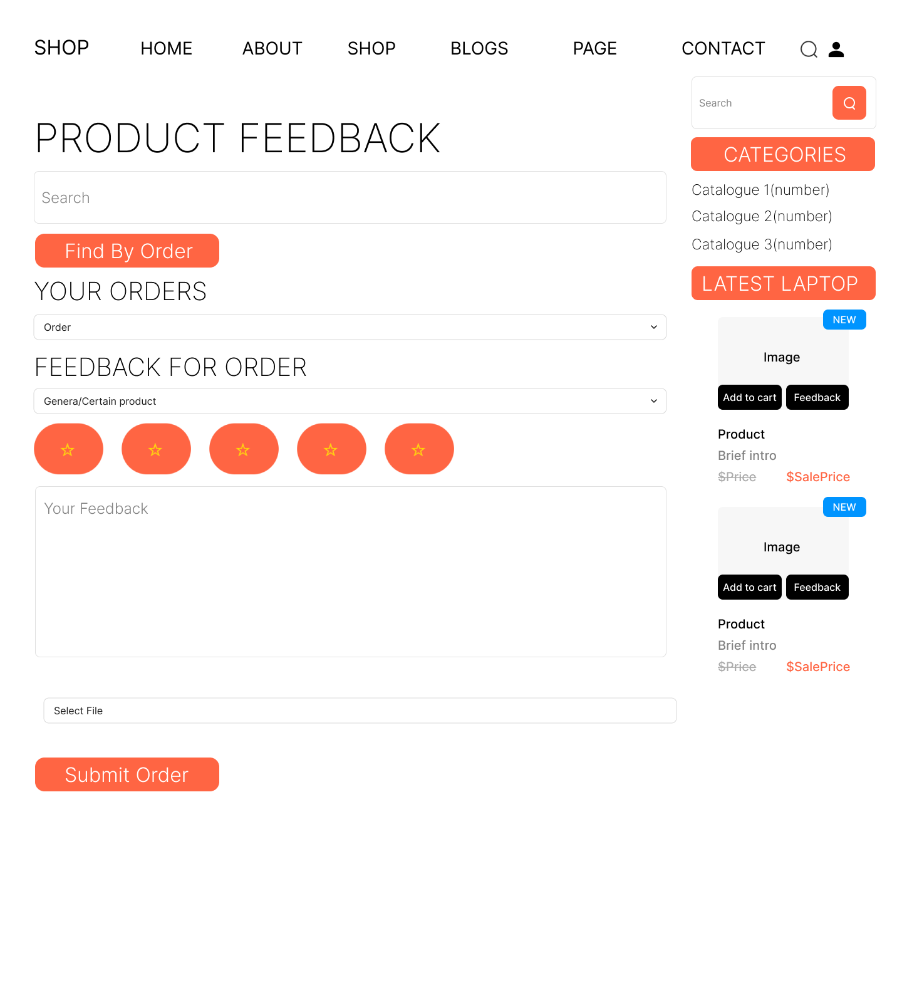 SHOP HOME ABOUT SHOP BLOGS PAGE CONTACT
PRODUCT FEEDBACK
Search
Find By Order
YOUR ORDERS
Order
FEEDBACK FOR ORDER
Genera/Certain product
Your Feedback
Select File
Submit Order
Search
CATEGORIES
Catalogue 1(number)
Catalogue 2(number)
Catalogue 3(number)
LATEST LAPTOP
NEW
Image
Add to cart Feedback
Product
Brief intro
$Price $SalePrice
NEW
Image
Add to cart Feedback
Product
Brief intro
$Price $SalePrice